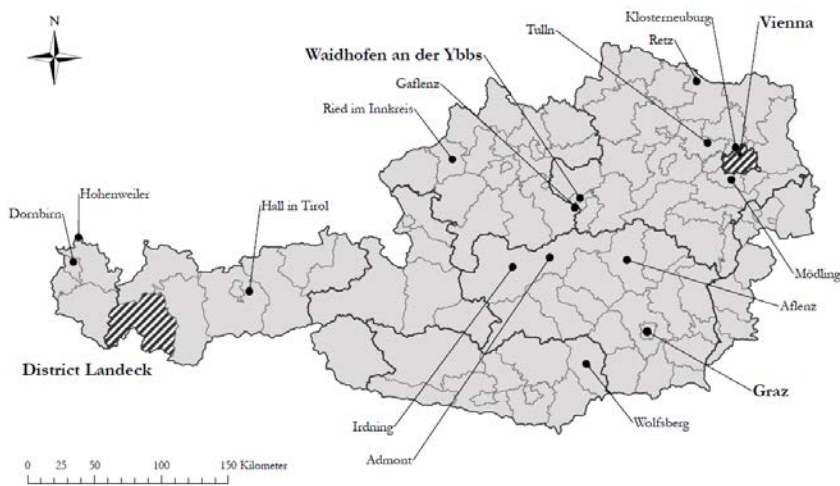 N
Klosterneuburg
Vienna
Tulln
Retz
Waidhofen an der Ybbs
Gaflenz
Ried im Innkreis
Hohenweiler
Hall in Tirol
Dornbirn
Mödling
Aflenz
District Landeck
Graz
Irdning
Wolfsberg
Admont
0 25 50 100 150 Kilometer